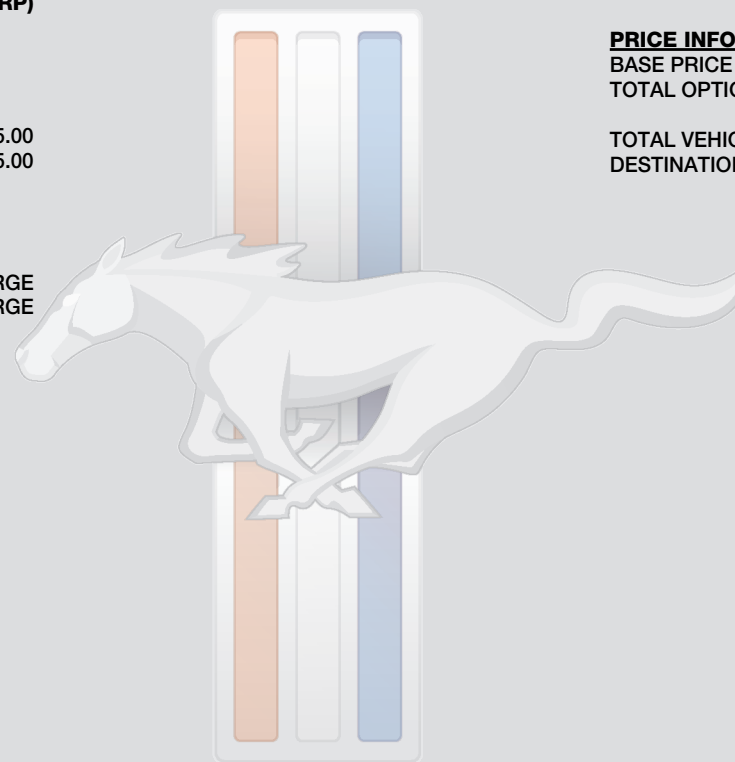 RP)
5.00
5.00
RGE
RGE
PRICE INFO
BASE PRICE
TOTAL OPTIO
TOTAL VEHIC
DESTINATION